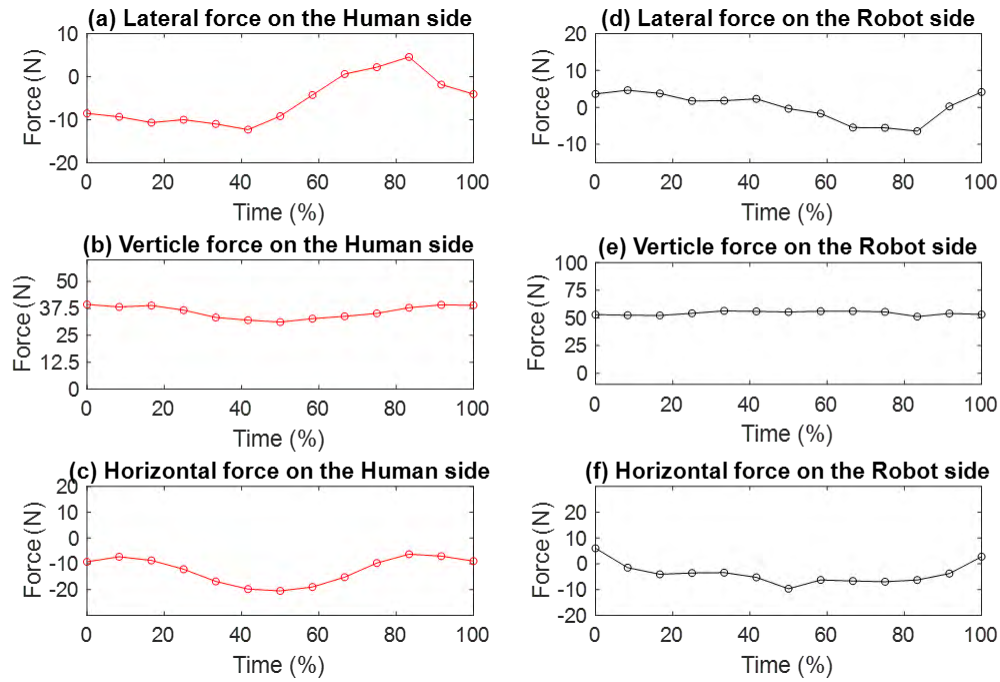 (a) Lateral force on the Human side
10
0
-10
-20
Force (N)
0 20 40 60 80 100
Time (%)
(b) Verticle force on the Human side
50
37.5
25
12.5
0
Force (N)
0 20 40 60 80 100
Time (%)
(c) Horizontal force on the Human side
20
10
0
-10
-20
Force (N)
0 20 40 60 80 100
Time (%)
(d) Lateral force on the Robot side
20
10
0
-10
Force (N)
0 20 40 60 80 100
Time (%)
(e) Verticle force on the Robot side
100
75
50
25
0
Force (N)
0 20 40 60 80 100
Time (%)
(f) Horizontal force on the Robot side
20
10
0
-10
-20
Force (N)
0 20 40 60 80 100
Time (%)